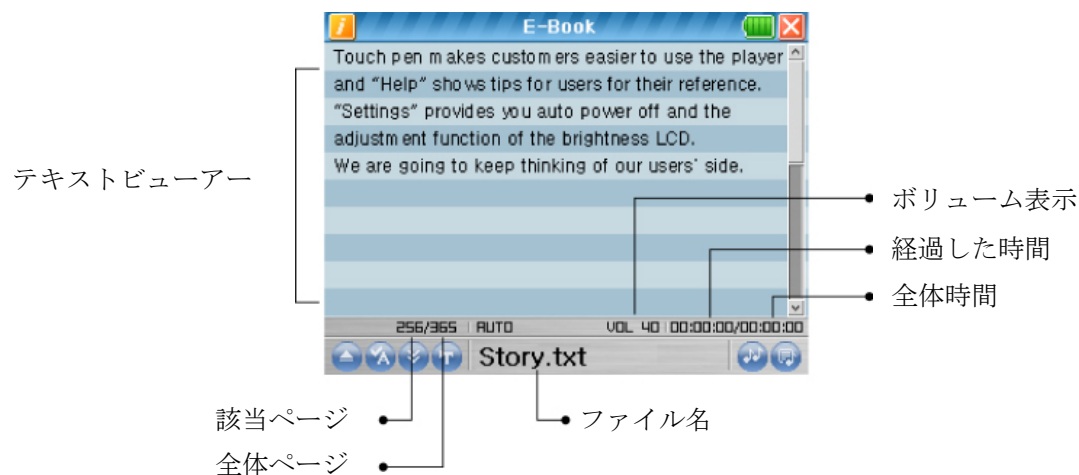 E-Book
Touch pen makes customers easier to use the player
and “Help” shows tips for users for their reference.
“Settings” provides you auto power off and the
adjustment function of the brightness LCD.
We are going to keep thinking of our users' side.
テキストビューアー
ボリューム表示
経過した時間
全体時間
256/365 AUTO VOL 40 00:00:00/00:00:00
Story.txt
該当ページ
ファイル名
全体ページ